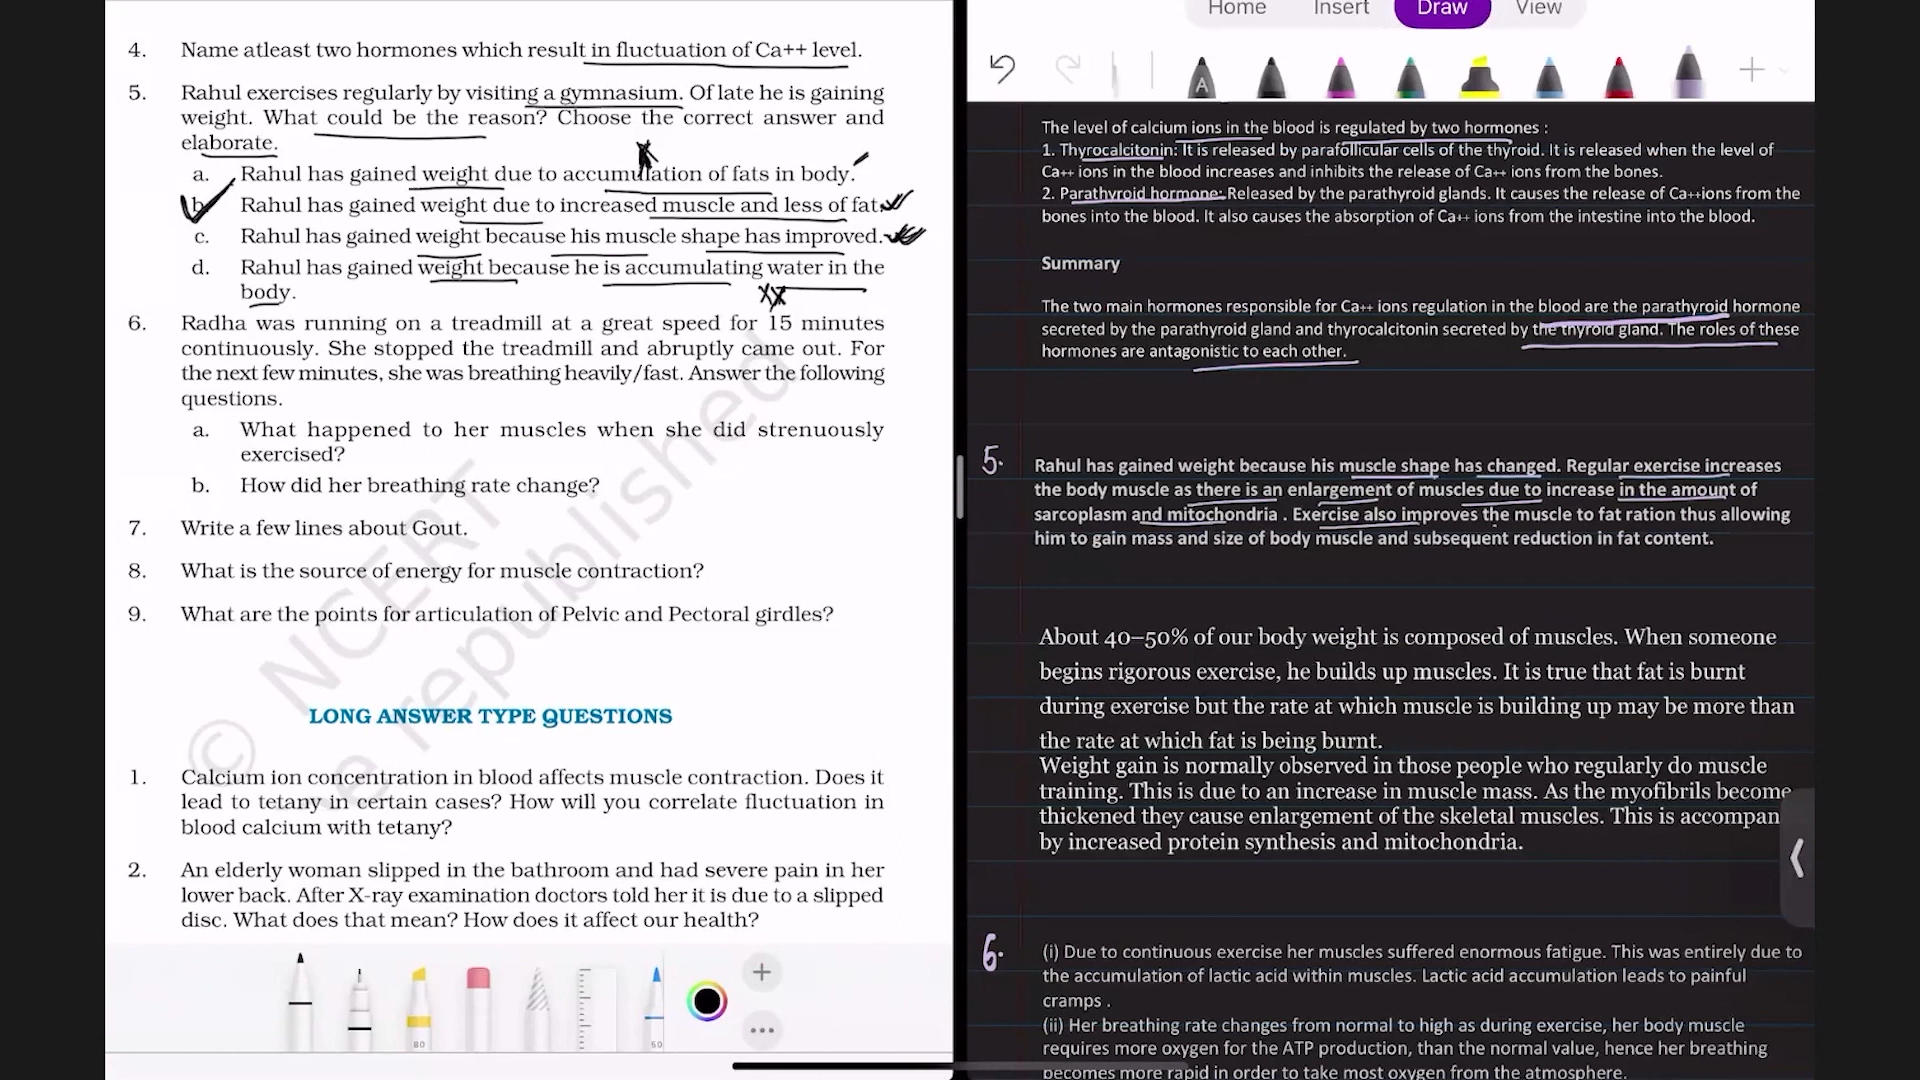 4. Name atleast two hormones which result in fluctuation of Ca++ level.
5. Rahul exercises regularly by visiting a gymnasium. Of late he is gaining
weight. What could be the reason? Choose the correct answer and
elaborate.
a. Rahul has gained weight due to accumulation of fats in body.
b. Rahul has gained weight due to increased muscle and less of fat.
c. Rahul has gained weight because his muscle shape has improved.
d. Rahul has gained weight because he is accumulating water in the
body.
6. Radha was running on a treadmill at a great speed for 15 minutes
continuously. She stopped the treadmill and abruptly came out. For
the next few minutes, she was breathing heavily/fast. Answer the following
questions.
a. What happened to her muscles when she did strenuously
exercised?
b. How did her breathing rate change?
7. Write a few lines about Gout.
8. What is the source of energy for muscle contraction?
9. What are the points for articulation of Pelvic and Pectoral girdles?
© NCERT
e republished
LONG ANSWER TYPE QUESTIONS
1. Calcium ion concentration in blood affects muscle contraction. Does it
lead to tetany in certain cases? How will you correlate fluctuation in
blood calcium with tetany?
2. An elderly woman slipped in the bathroom and had severe pain in her
lower back. After X-ray examination doctors told her it is due to a slipped
disc. What does that mean? How does it affect our health?
80
50
Home Insert Draw View
A
The level of calcium ions in the blood is regulated by two hormones :
1. Thyrocalcitonin: It is released by parafollicular cells of the thyroid. It is released when the level of
Ca++ ions in the blood increases and inhibits the release of Ca++ ions from the bones.
2. Parathyroid hormone: Released by the parathyroid glands. It causes the release of Ca++ions from the
bones into the blood. It also causes the absorption of Ca++ ions from the intestine into the blood.
Summary
The two main hormones responsible for Ca++ ions regulation in the blood are the parathyroid hormone
secreted by the parathyroid gland and thyrocalcitonin secreted by the thyroid gland. The roles of these
hormones are antagonistic to each other.
5.
Rahul has gained weight because his muscle shape has changed. Regular exercise increases
the body muscle as there is an enlargement of muscles due to increase in the amount of
sarcoplasm and mitochondria . Exercise also improves the muscle to fat ration thus allowing
him to gain mass and size of body muscle and subsequent reduction in fat content.
About 40–50% of our body weight is composed of muscles. When someone
begins rigorous exercise, he builds up muscles. It is true that fat is burnt
during exercise but the rate at which muscle is building up may be more than
the rate at which fat is being burnt.
Weight gain is normally observed in those people who regularly do muscle
training. This is due to an increase in muscle mass. As the myofibrils become
thickened they cause enlargement of the skeletal muscles. This is accompan
by increased protein synthesis and mitochondria.
6.
(i) Due to continuous exercise her muscles suffered enormous fatigue. This was entirely due to
the accumulation of lactic acid within muscles. Lactic acid accumulation leads to painful
cramps .
(ii) Her breathing rate changes from normal to high as during exercise, her body muscle
requires more oxygen for the ATP production, than the normal value, hence her breathing
becomes more rapid in order to take most oxygen from the atmosphere.